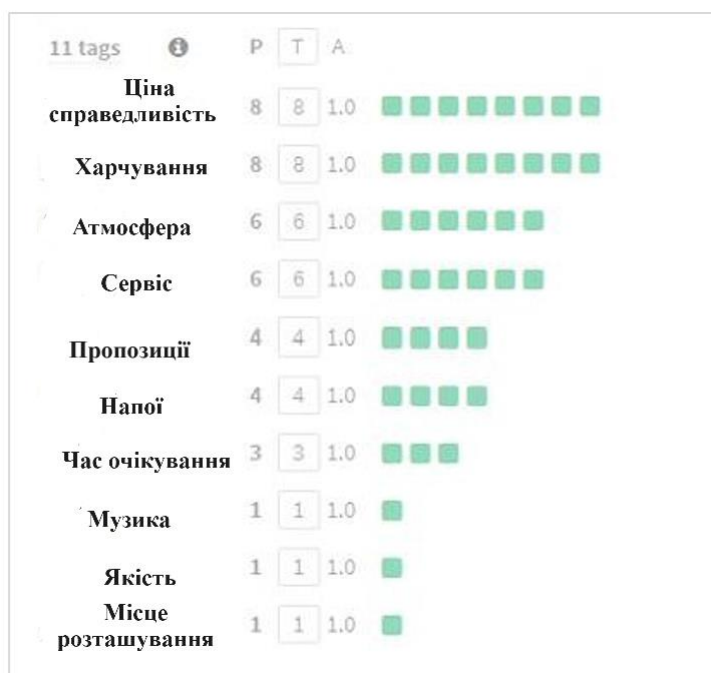 11 tags P T A
Ціна
справедливість 8 8 1.0
Харчування 8 8 1.0
Атмосфера 6 6 1.0
Сервіс 6 6 1.0
Пропозиції 4 4 1.0
Напої 4 4 1.0
Час очікування 3 3 1.0
Музика 1 1 1.0
Якість 1 1 1.0
Місце
розташування 1 1 1.0